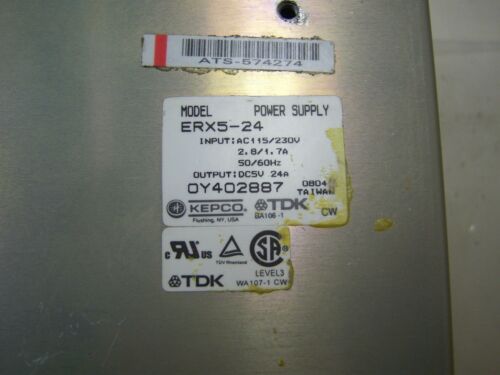 ATS-574274
MODEL POWER SUPPLY
ERX5-24
INPUT:AC115/230V
2.8/1.7A
50/60Hz
OUTPUT:DC5V 24A
0Y402887 0804
TAIWAN
KEPCO TDK CW
Flushing, NY, USA BA106-1
c RU us TÜV Rheinland SA
LEVEL3
TDK WA107-1 CW